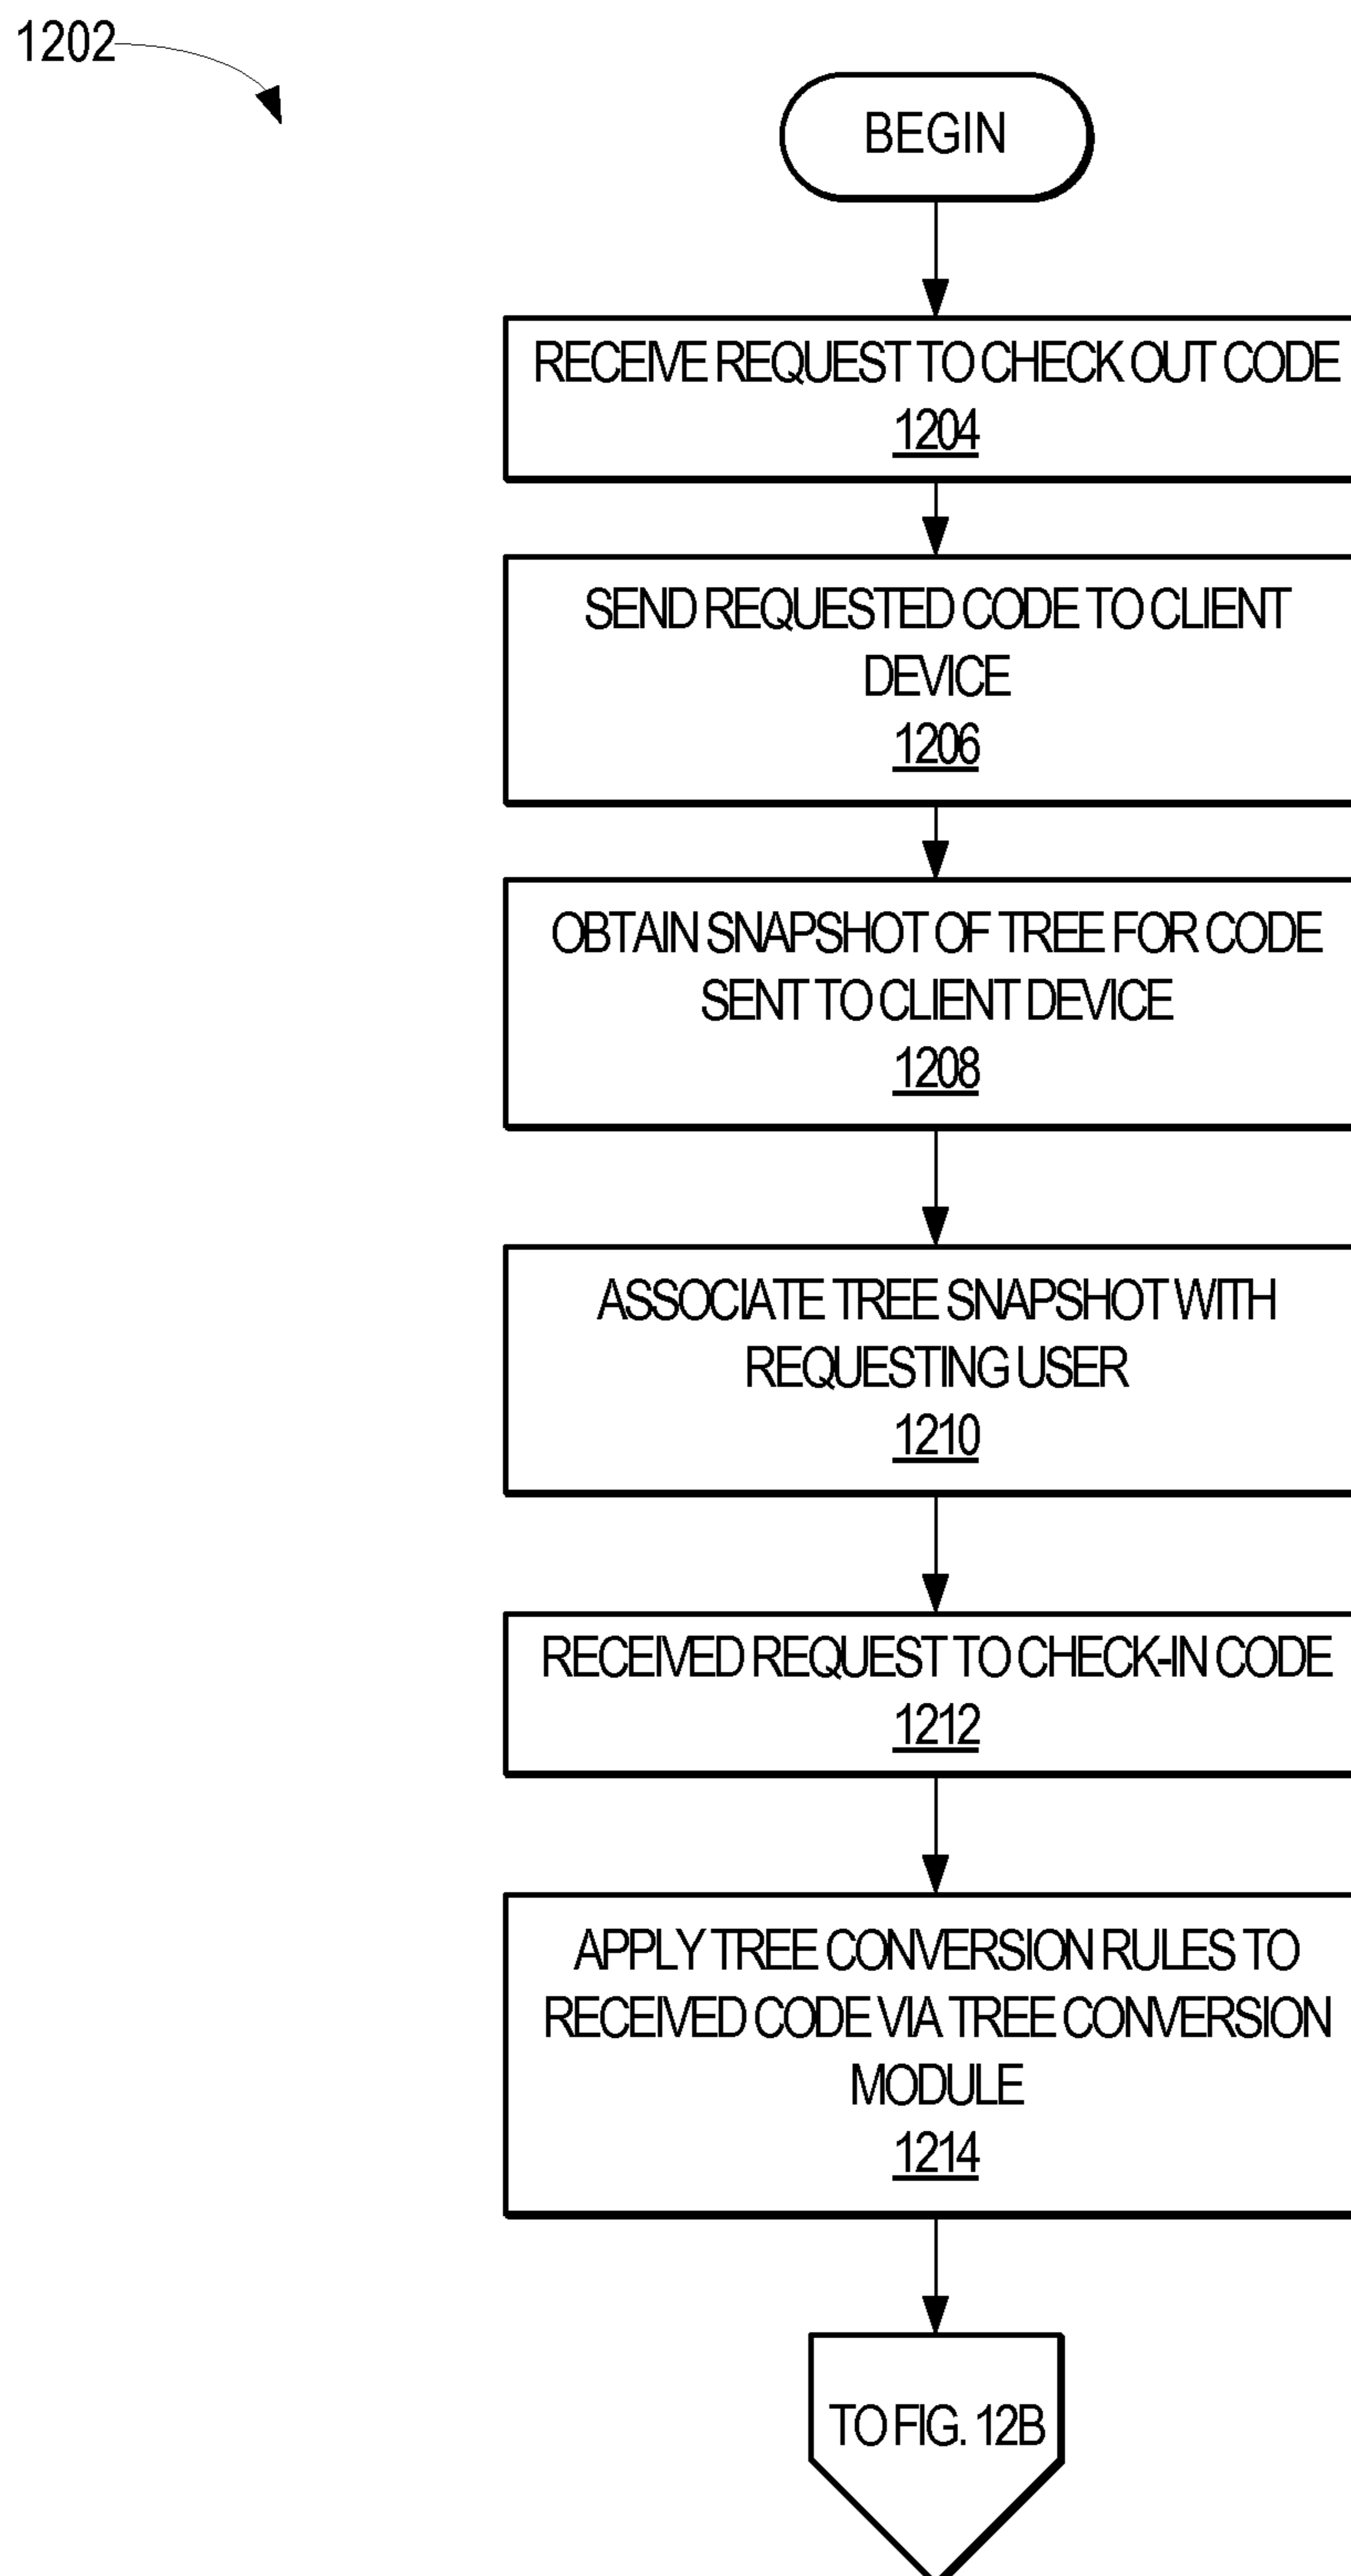 1202
BEGIN
RECEIVE REQUEST TO CHECK OUT CODE
1204
SEND REQUESTED CODE TO CLIENT
DEVICE
1206
OBTAIN SNAPSHOT OF TREE FOR CODE
SENT TO CLIENT DEVICE
1208
ASSOCIATE TREE SNAPSHOT WITH
REQUESTING USER
1210
RECEIVED REQUEST TO CHECK-IN CODE
1212
APPLY TREE CONVERSION RULES TO
RECEIVED CODE VIA TREE CONVERSION
MODULE
1214
TO FIG. 12B